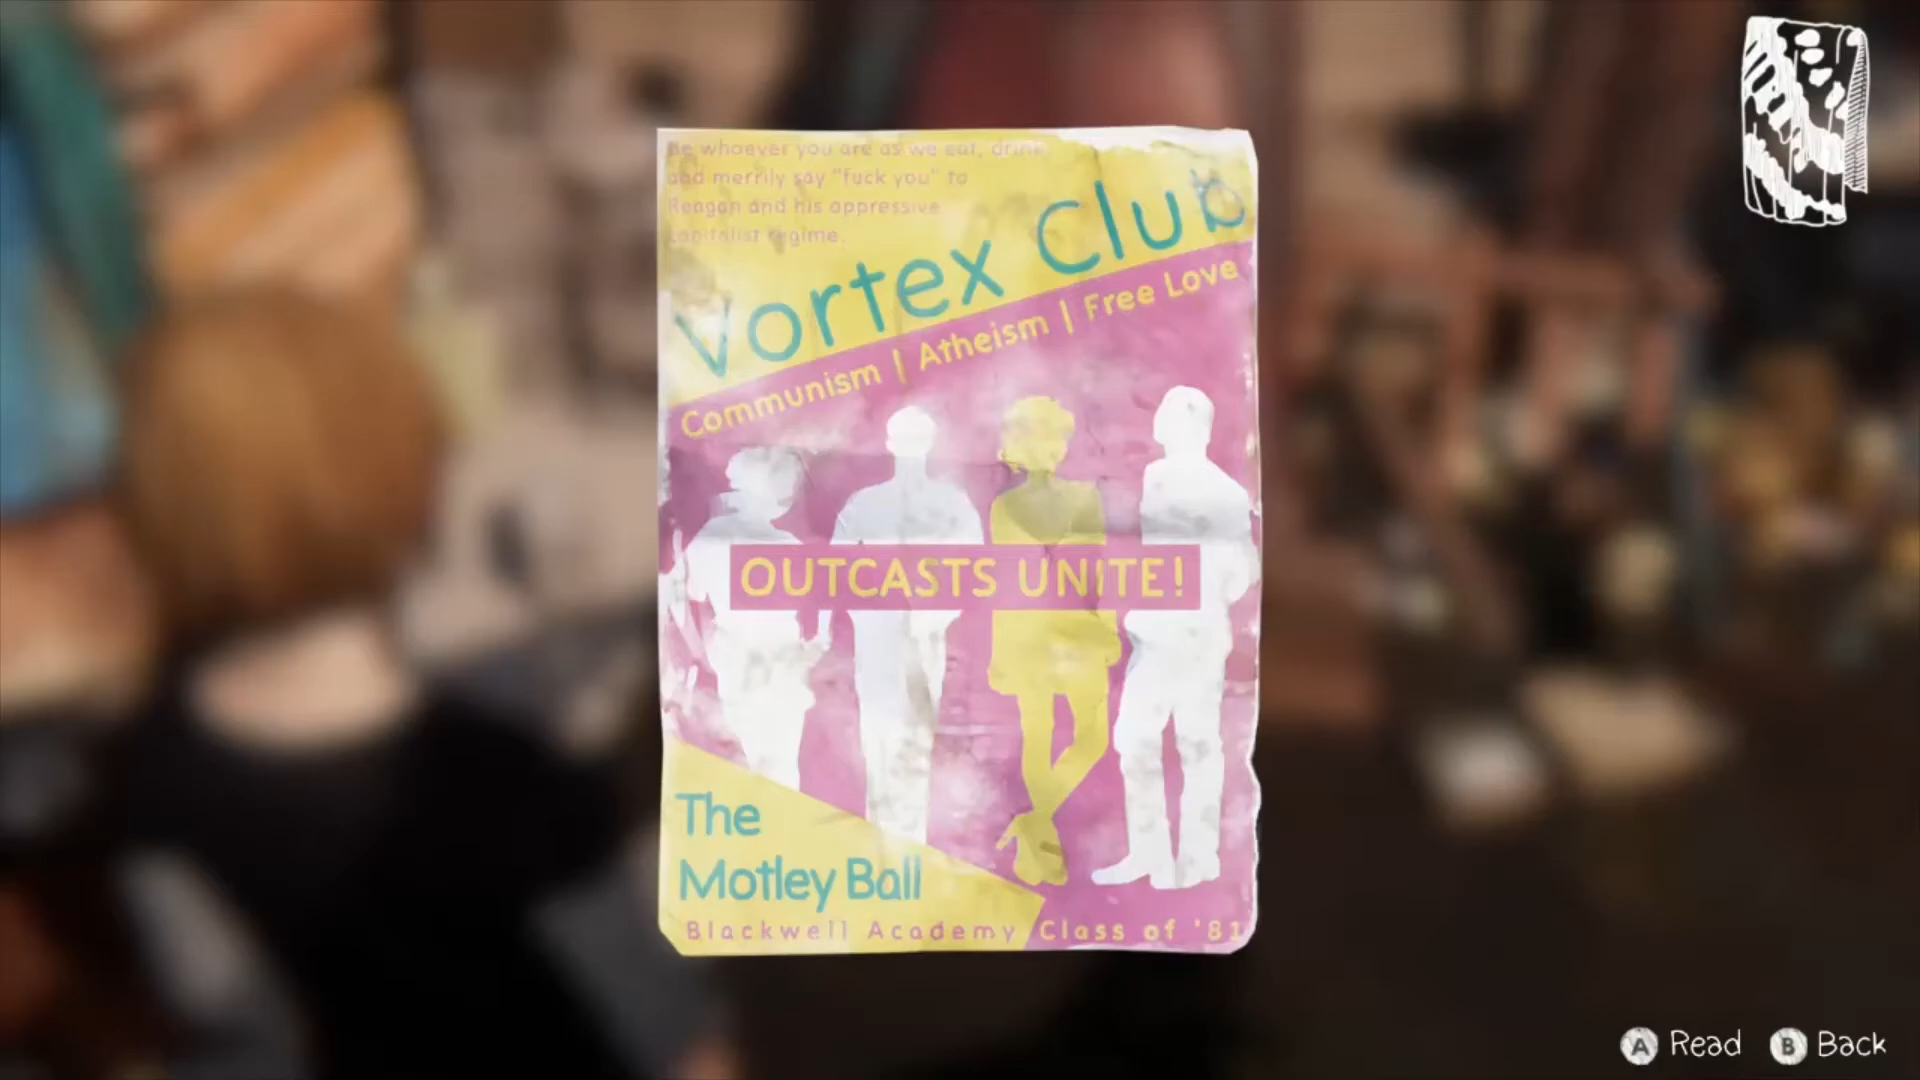 Be whoever you are as we eat, drink
and merrily say "fuck you" to
Reagan and his oppressive
capitalist regime.
Vortex Club
Communism | Atheism | Free Love
OUTCASTS UNITE!
The
Motley Ball
Blackwell Academy Class of '81
A Read B Back